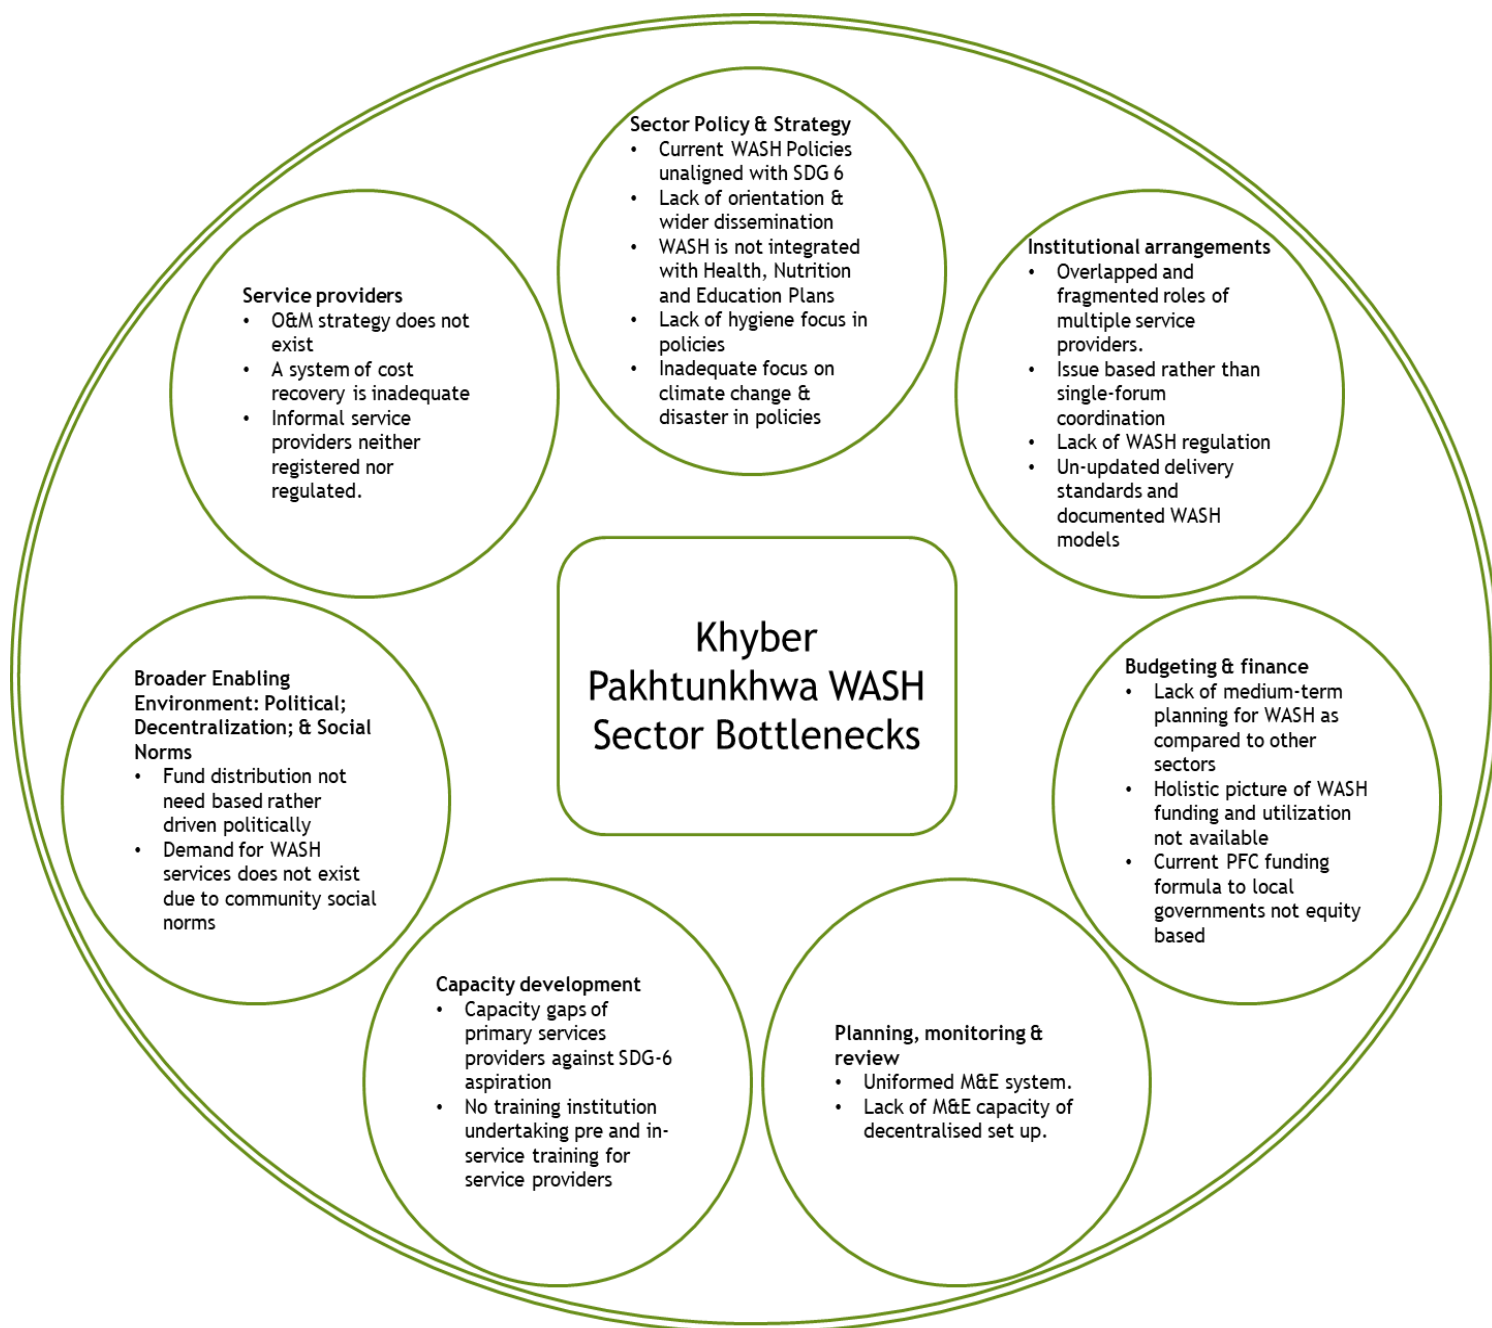 Sector Policy & Strategy
• Current WASH Policies
unaligned with SDG 6
• Lack of orientation &
wider dissemination
• WASH is not integrated
with Health, Nutrition
and Education Plans
• Lack of hygiene focus in
policies
• Inadequate focus on
climate change &
disaster in policies
Institutional arrangements
• Overlapped and
fragmented roles of
multiple service
providers.
• Issue based rather than
single-forum
coordination
• Lack of WASH regulation
• Un-updated delivery
standards and
documented WASH
models
Budgeting & finance
• Lack of medium-term
planning for WASH as
compared to other
sectors
• Holistic picture of WASH
funding and utilization
not available
• Current PFC funding
formula to local
governments not equity
based
Planning, monitoring &
review
• Uniformed M&E system.
• Lack of M&E capacity of
decentralised set up.
Capacity development
• Capacity gaps of
primary services
providers against SDG-6
aspiration
• No training institution
undertaking pre and in-
service training for
service providers
Broader Enabling
Environment: Political;
Decentralization; & Social
Norms
• Fund distribution not
need based rather
driven politically
• Demand for WASH
services does not exist
due to community social
norms
Service providers
• O&M strategy does not
exist
• A system of cost
recovery is inadequate
• Informal service
providers neither
registered nor
regulated.
Khyber
Pakhtunkhwa WASH
Sector Bottlenecks